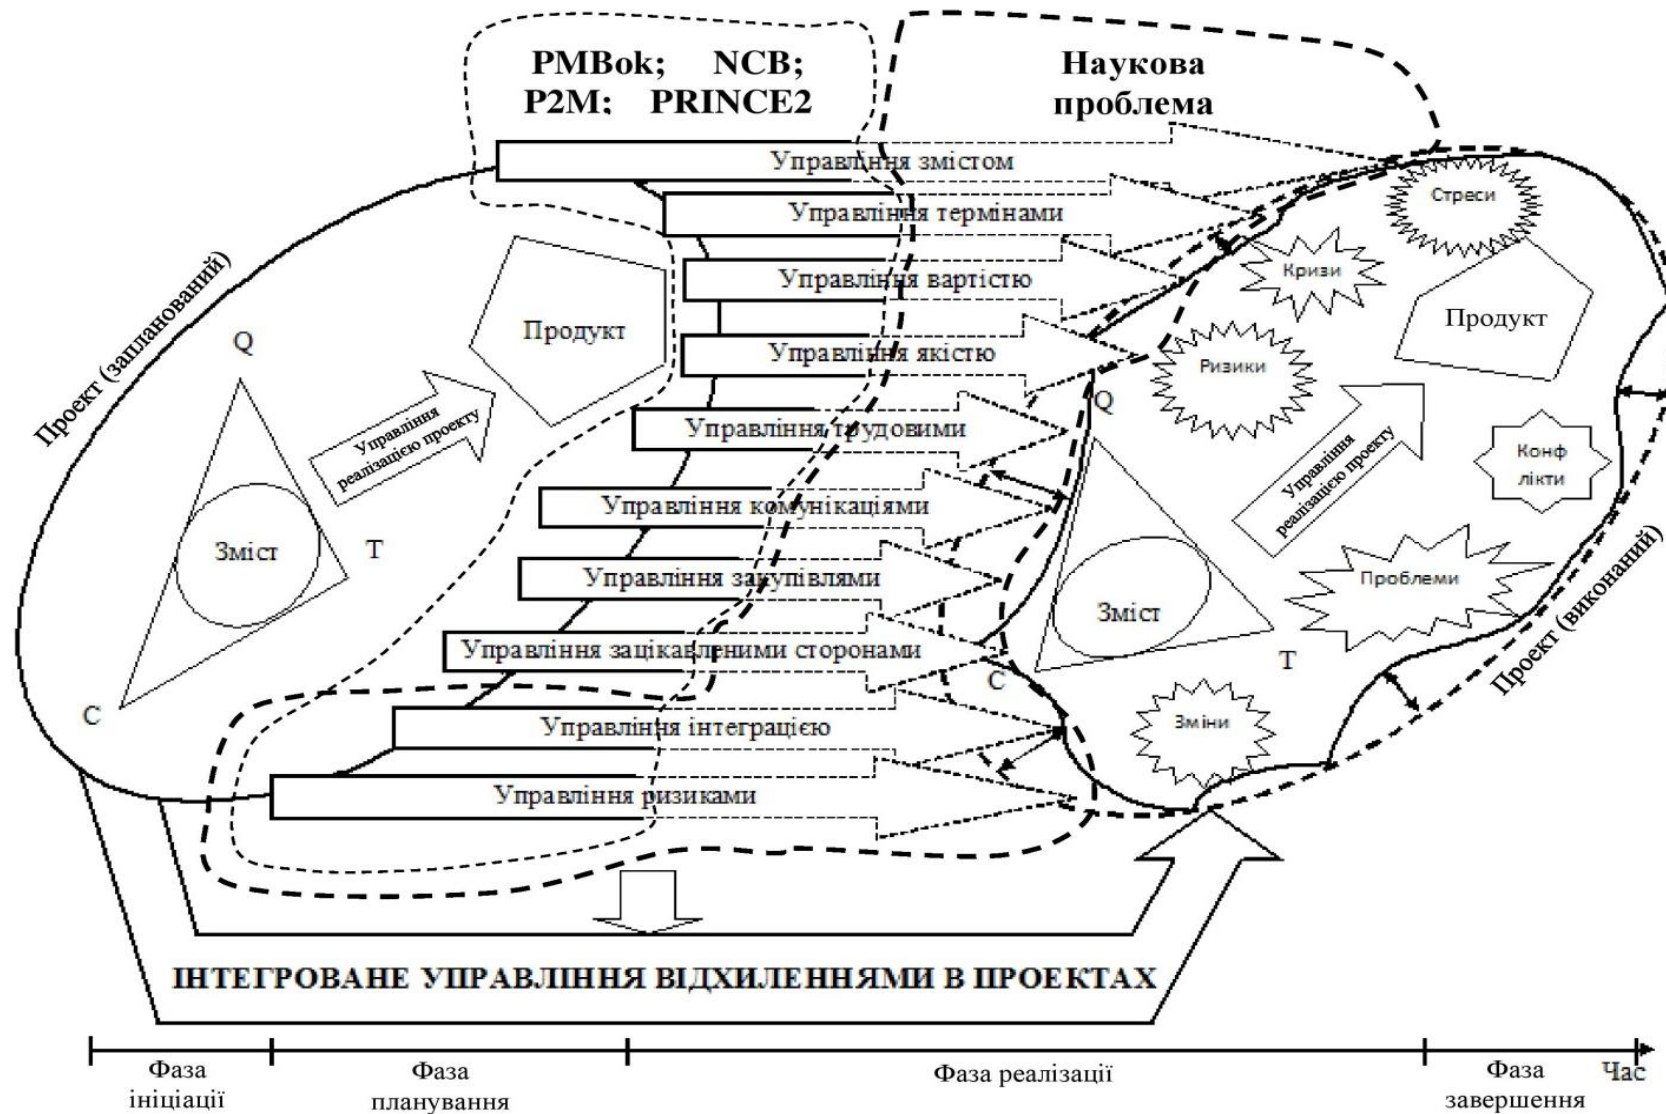 PMBok; NCB;
P2M; PRINCE2
Наукова
проблема
Управління змістом
Управління термінами
Управління вартістю
Управління якістю
Управління трудовими
Управління комунікаціями
Управління закупівлями
Управління зацікавленими сторонами
Управління інтеграцією
Управління ризиками
Проект (запланований)
Q
Продукт
Управління
реалізацією проекту
Зміст
T
C
Стреси
Кризи
Продукт
Ризики
Q
Управління
реалізацією проекту
Конф
лікти
Проблеми
Зміст
T
C
Зміни
Проект (виконаний)
ІНТЕГРОВАНЕ УПРАВЛІННЯ ВІДХИЛЕННЯМИ В ПРОЕКТАХ
Фаза
ініціації
Фаза
планування
Фаза реалізації
Фаза
завершення
Час